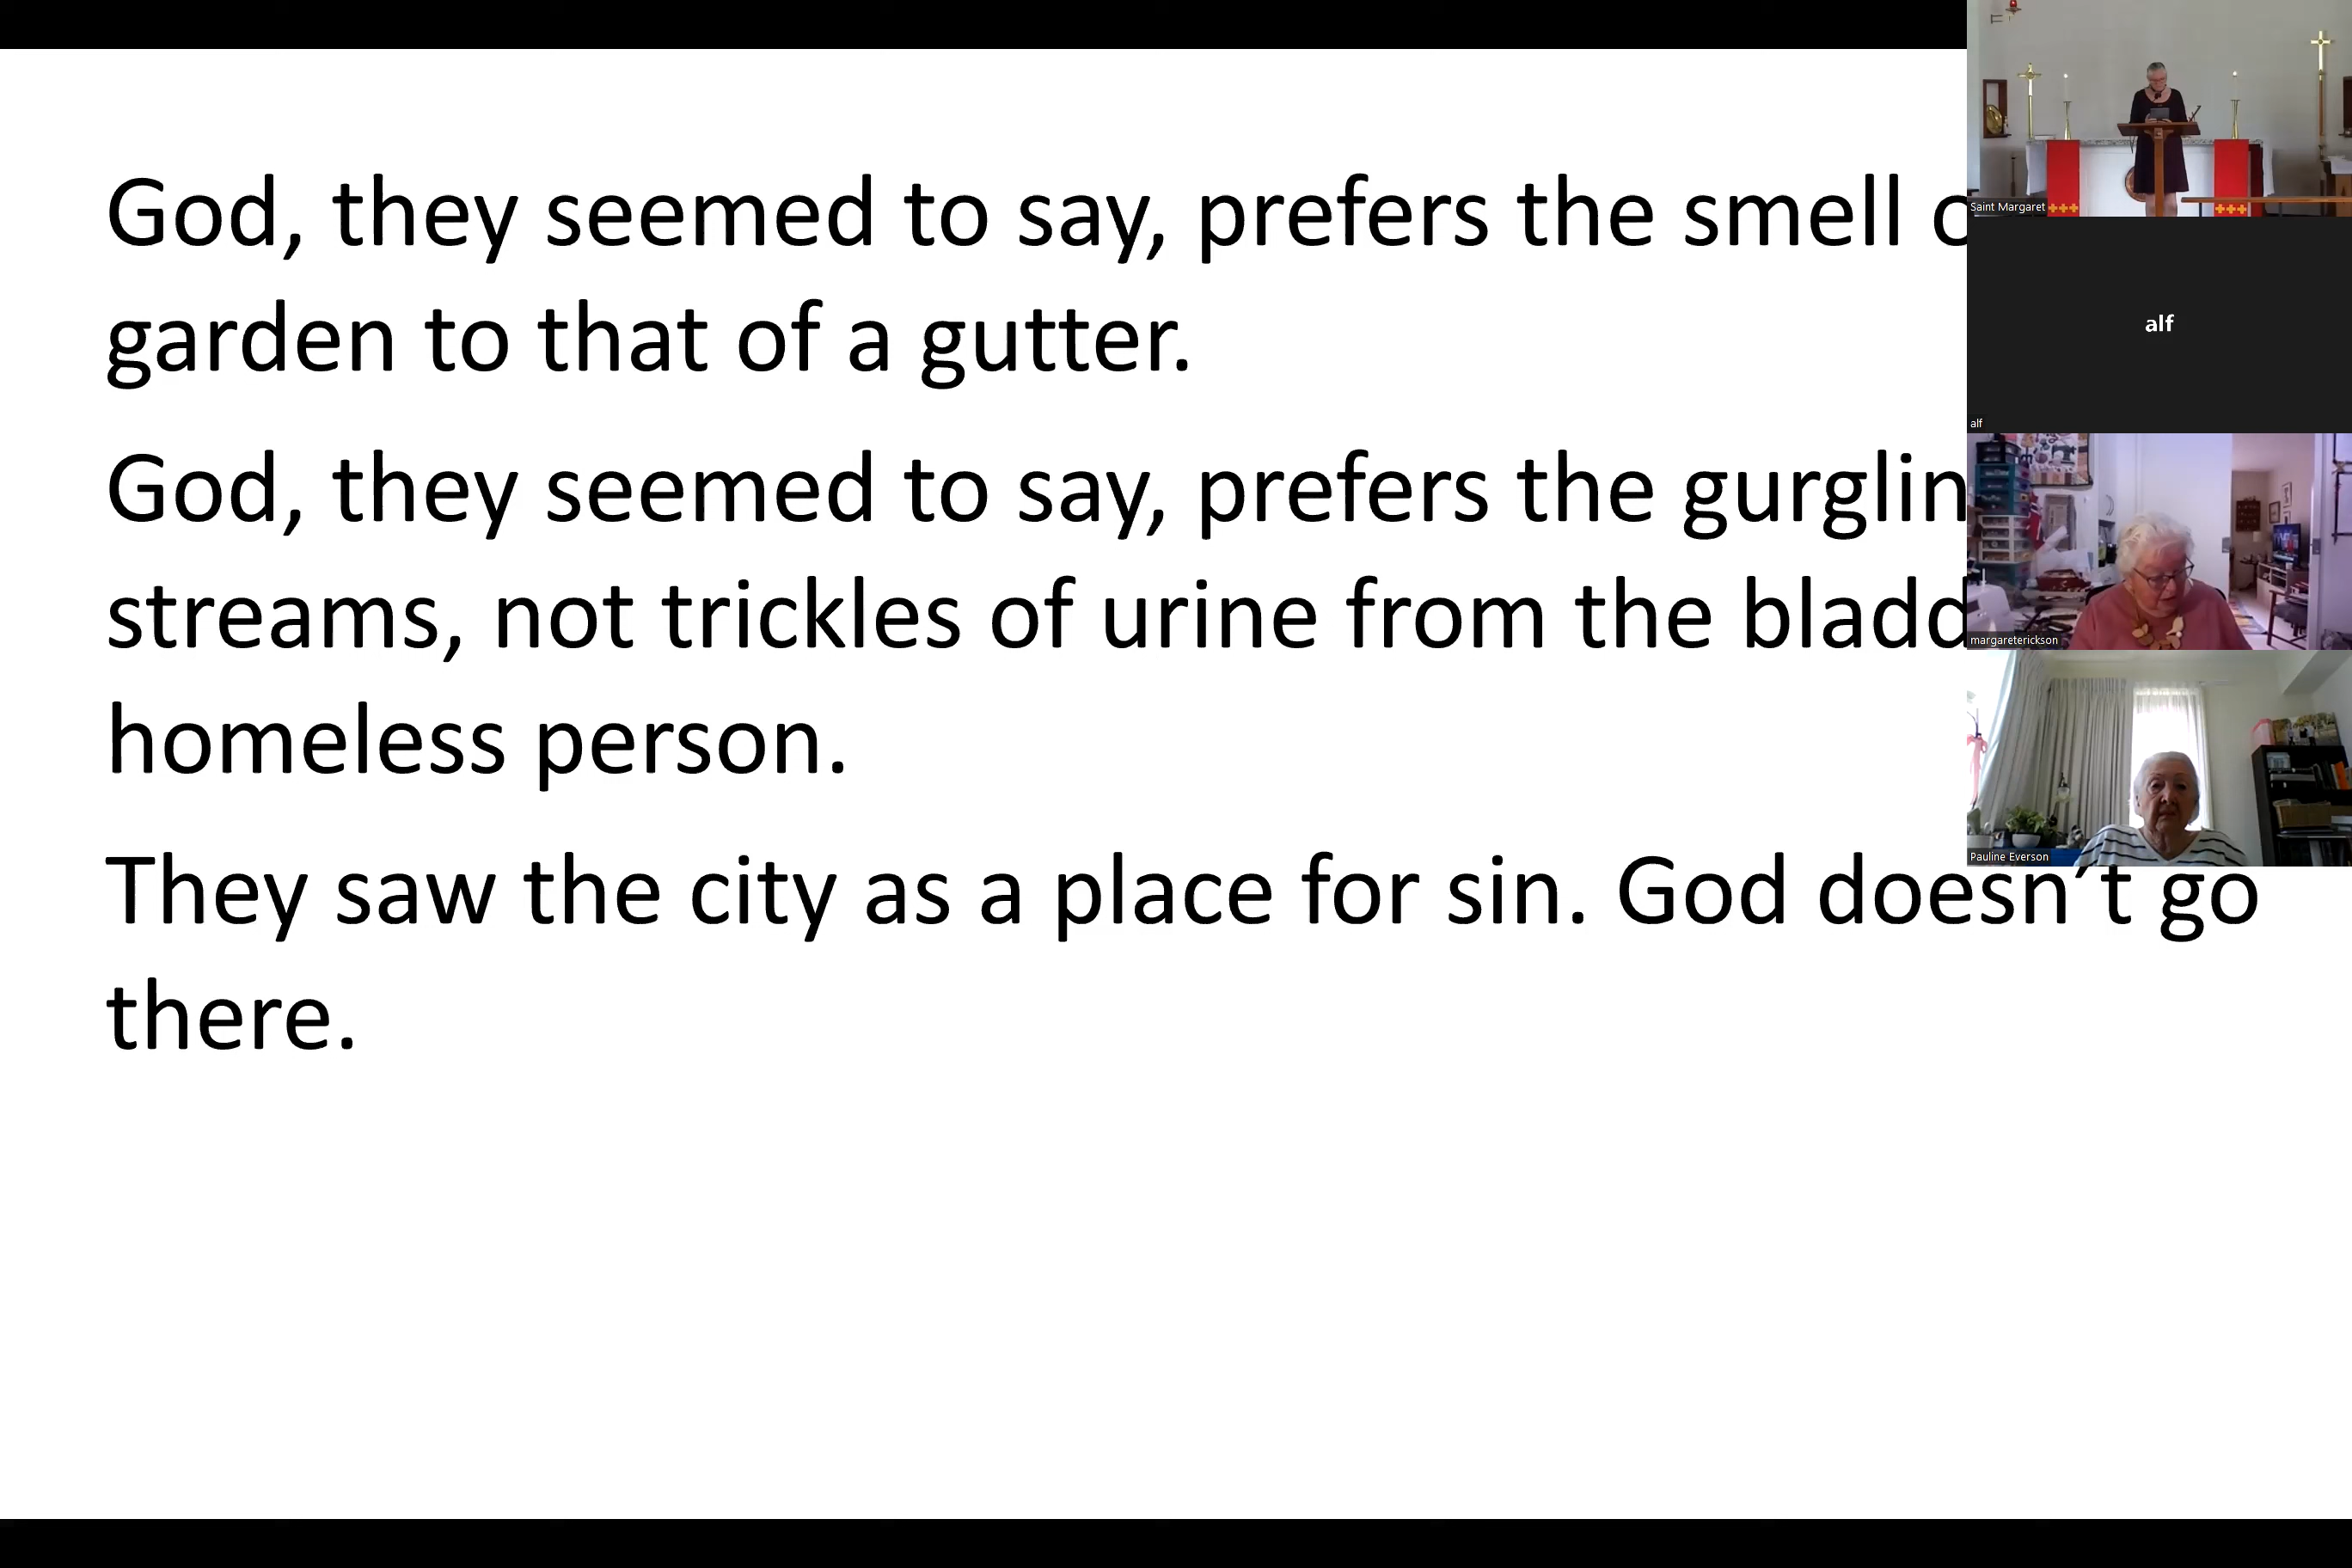 God, they seemed to say, prefers the smell
garden to that of a gutter.
God, they seemed to say, prefers the
streams, not trickles of urine from the
homeless person.
They saw the city as a place for sin. God doesn't go
there.
Saint Margaret
alf
alf
margareterickson
Pauline Everson